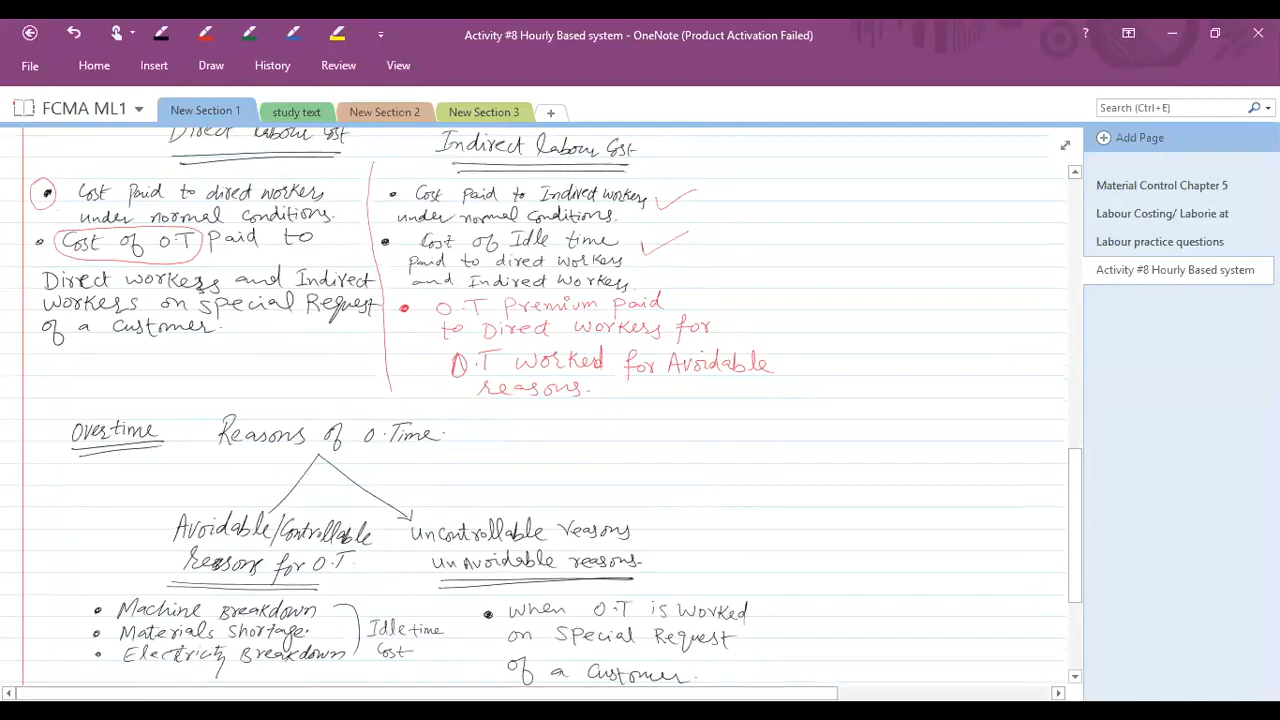 Activity #8 Hourly Based system - OneNote (Product Activation Failed)
?
File
Home
Insert
Draw
History
Review
View
FCMA ML1
New Section 1
study text
New Section 2
New Section 3
+
Search (Ctrl+E)
Add Page
Material Control Chapter 5
Labour Costing/ Laborie at
Labour practice questions
Activity #8 Hourly Based system
Direct labour Cost
• Cost Paid to direct workers
under normal conditions.
• Cost of O.T Paid to
Direct workers and Indirect
workers on special Request
of a customer.
Indirect labour Cost
• Cost Paid to Indirect workers
under normal conditions.
• Cost of Idle time
paid to direct workers
and Indirect workers.
• O.T Premium Paid
to Direct workers for
O.T worked for Avoidable
reasons.
Overtime
Reasons of O.Time.
Avoidable/Controllable
Reasons for O.T.
• Machine Breakdown
• Materials shortage.
• Electricity Breakdown
Idle time
Cost
Uncontrollable reasons
UnAvoidable reasons.
• When O.T is worked
on Special Request
of a Customer.